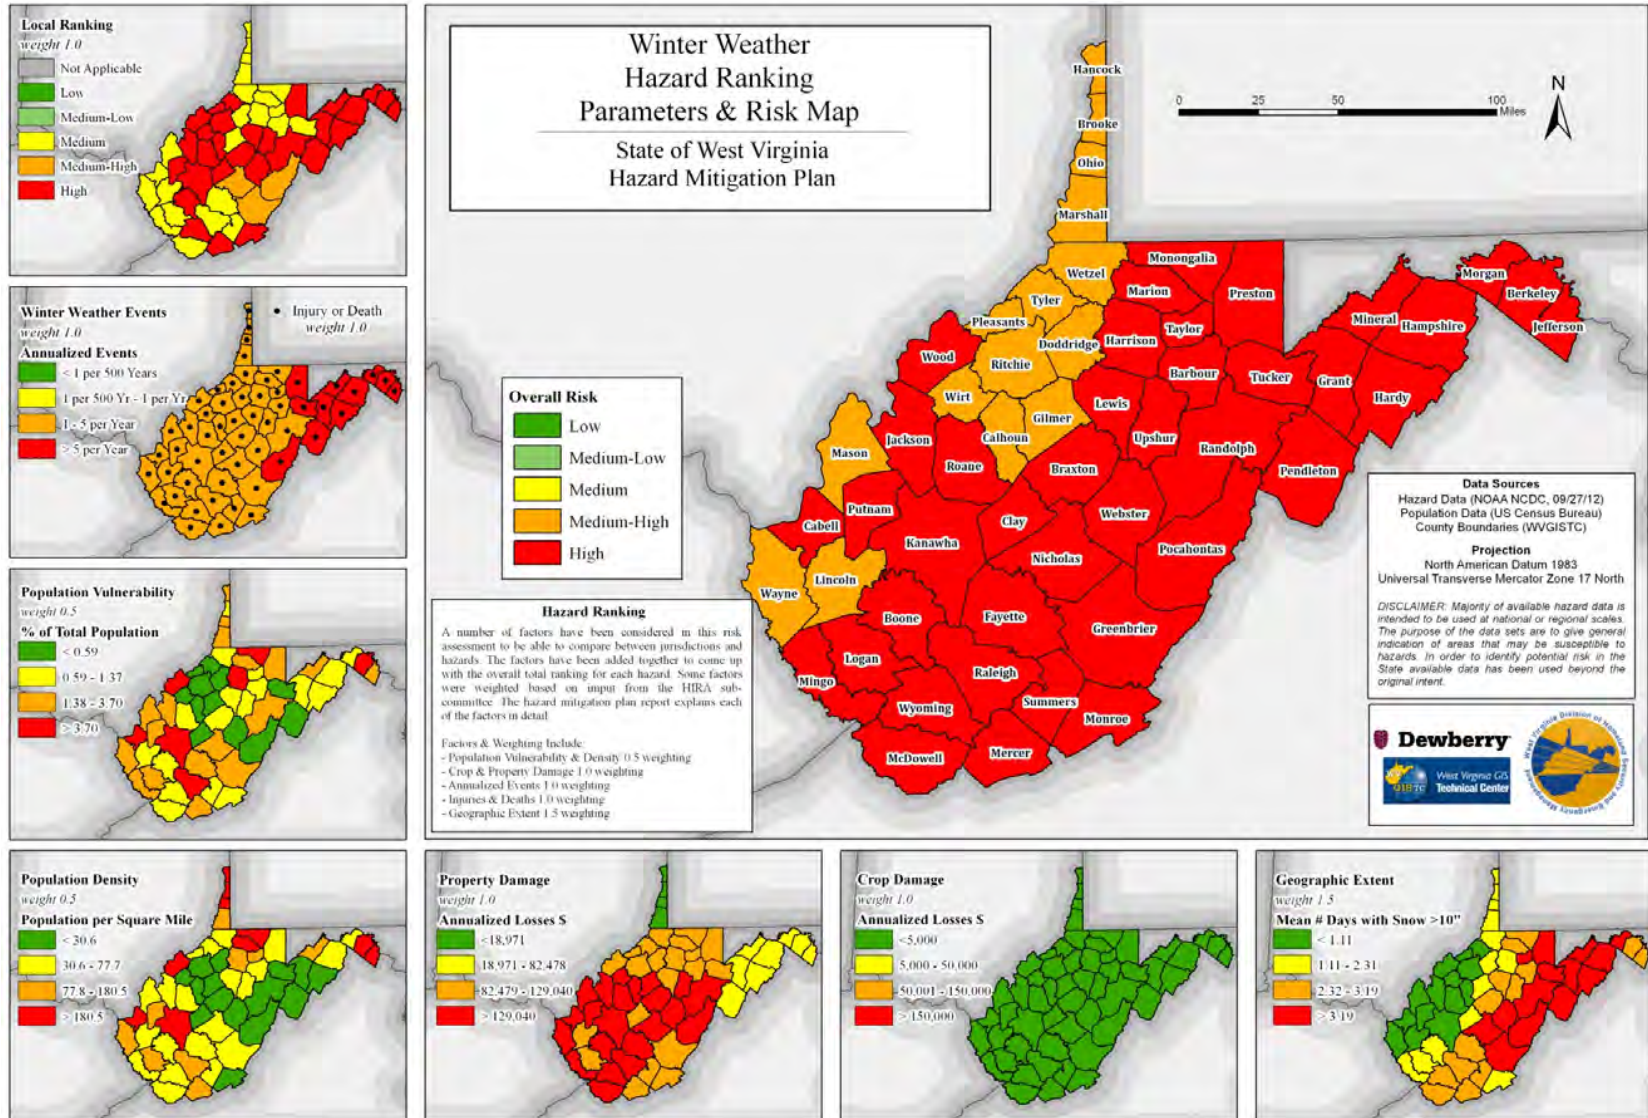 Local Ranking
weight 1.0
Not Applicable
Low
Medium-Low
Medium
Medium-High
High
Winter Weather Events
weight 1.0
Annualized Events
< 1 per 500 Years
1 per 500 Yr - 1 per Yr
1 - 5 per Year
> 5 per Year
Injury or Death
weight 1.0
Population Vulnerability
weight 0.5
% of Total Population
< 0.59
0.59 - 1.37
1.38 - 3.70
> 3.70
Population Density
weight 0.5
Population per Square Mile
< 30.6
30.6 - 77.7
77.8 - 180.5
> 180.5
Winter Weather
Hazard Ranking
Parameters & Risk Map
State of West Virginia
Hazard Mitigation Plan
0 25 50 100
Miles
N
Hancock
Brooke
Ohio
Marshall
Wetzel
Monongalia
Marion
Preston
Morgan
Berkeley
Jefferson
Tyler
Pleasants
Doddridge
Harrison
Taylor
Mineral
Hampshire
Wood
Ritchie
Barbour
Tucker
Grant
Hardy
Wirt
Gilmer
Lewis
Calhoun
Upshur
Randolph
Mason
Jackson
Roane
Braxton
Pendleton
Cabell
Putnam
Clay
Webster
Kanawha
Nicholas
Pocahontas
Wayne
Lincoln
Boone
Fayette
Greenbrier
Logan
Mingo
Raleigh
Wyoming
Summers
Monroe
McDowell
Mercer
Overall Risk
Low
Medium-Low
Medium
Medium-High
High
Hazard Ranking
A number of factors have been considered in this risk
assessment to be able to compare between jurisdictions and
hazards. The factors have been added together to come up
with the overall total ranking for each hazard. Some factors
were weighted based on imput from the HIRA sub-
committee. The hazard mitigation plan report explains each
of the factors in detail.
Factors & Weighting Include:
- Population Vulnerability & Density 0.5 weighting
- Crop & Property Damage 1.0 weighting
- Annualized Events 1.0 weighting
- Injuries & Deaths 1.0 weighting
- Geographic Extent 1.5 weighting
Data Sources
Hazard Data (NOAA NCDC, 09/27/12)
Population Data (US Census Bureau)
County Boundaries (WVGISTC)
Projection
North American Datum 1983
Universal Transverse Mercator Zone 17 North
DISCLAIMER: Majority of available hazard data is
intended to be used at national or regional scales.
The purpose of the data sets are to give general
indication of areas that may be susceptible to
hazards. In order to identify potential risk in the
State available data has been used beyond the
original intent.
Dewberry
West Virginia GIS
Technical Center
West Virginia Division of Homeland Security and Emergency Management
Property Damage
weight 1.0
Annualized Losses $
<18,971
18,971 - 82,478
82,479 - 129,040
> 129,040
Crop Damage
weight 1.0
Annualized Losses $
<5,000
5,000 - 50,000
50,001 - 150,000
> 150,000
Geographic Extent
weight 1.5
Mean # Days with Snow >10"
< 1.11
1.11 - 2.31
2.32 - 3.19
> 3.19